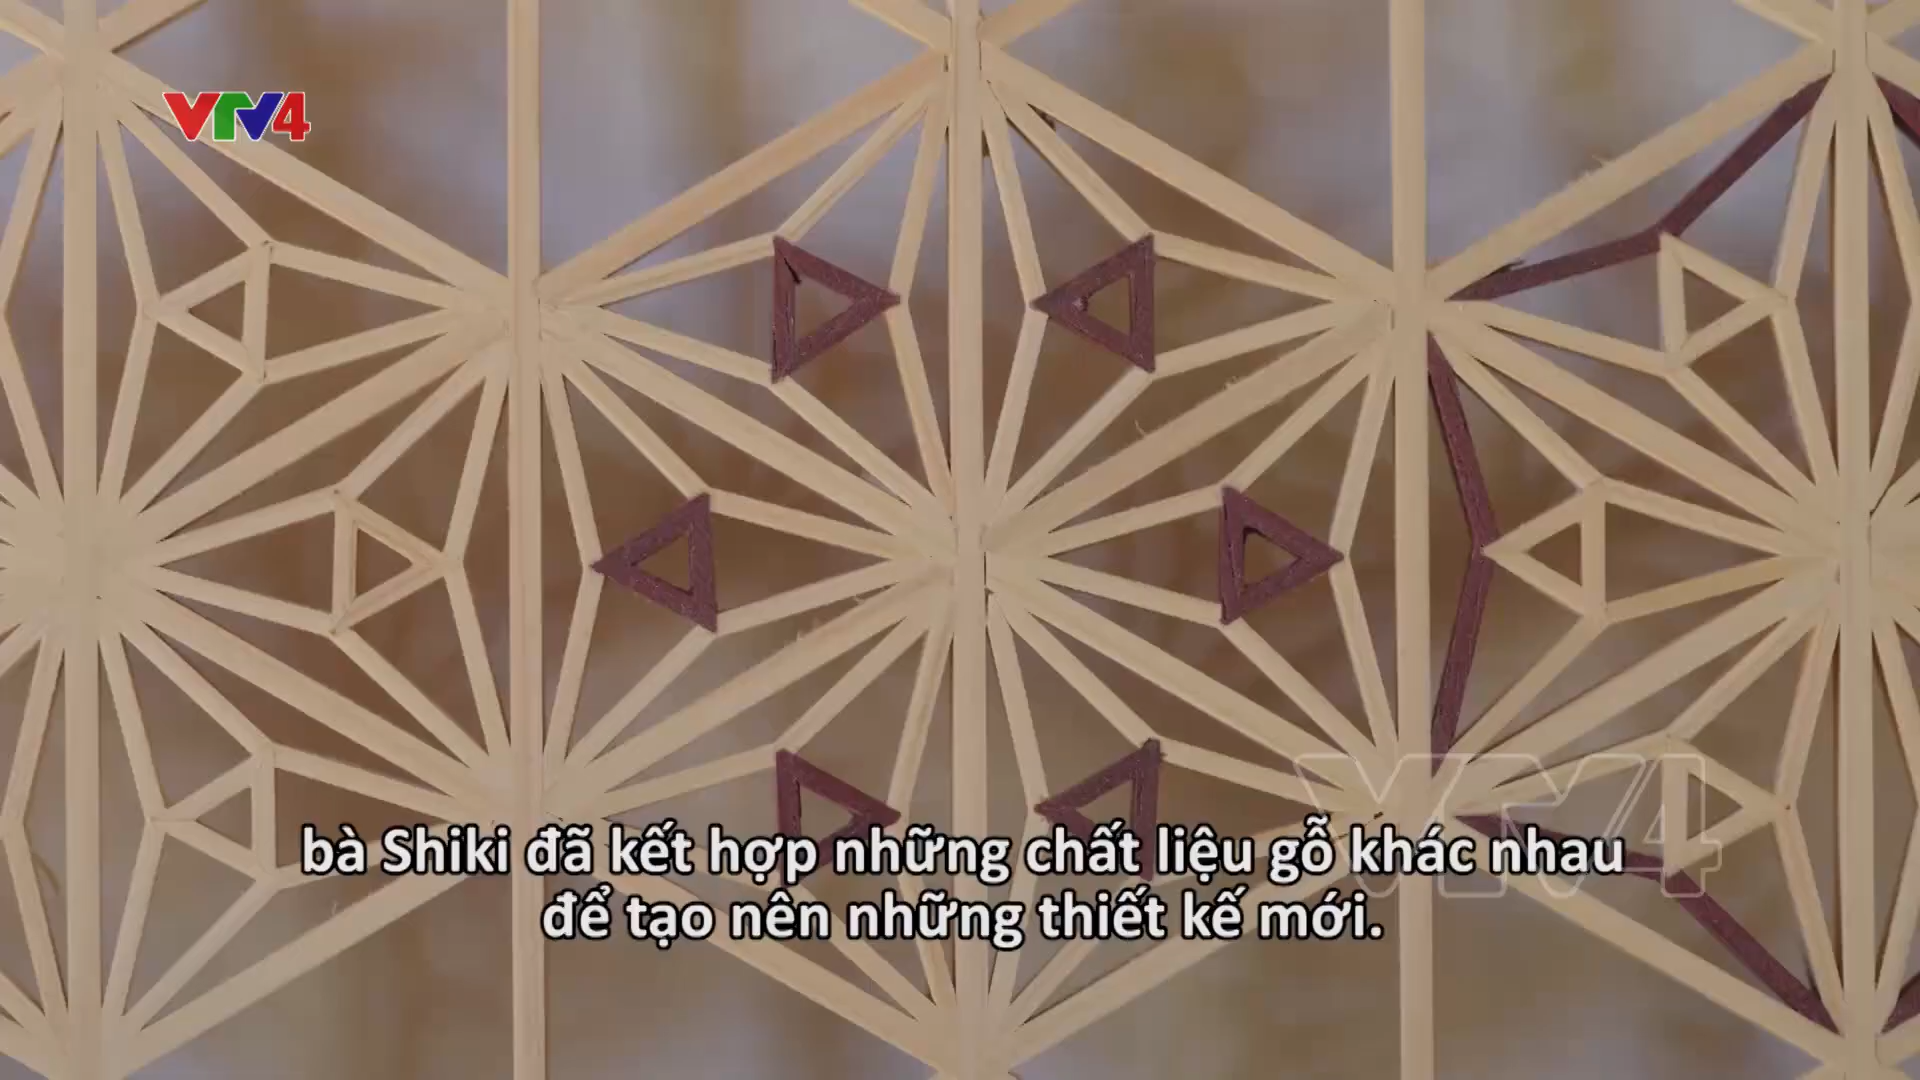 VTV4
bà Shiki đã kết hợp những chất liệu gỗ khác nhau
để tạo nên những thiết kế mới.
VTV4